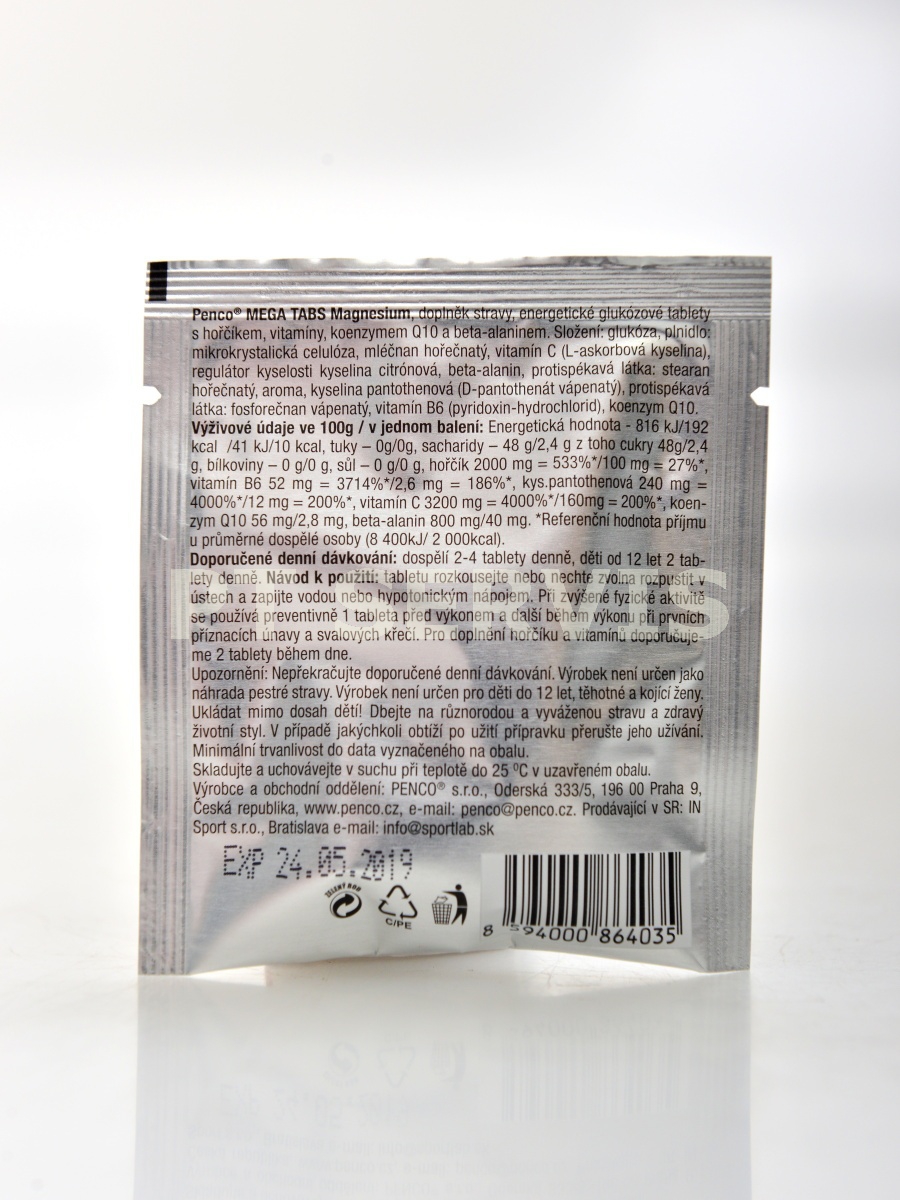 Penco® MEGA TABS Magnesium, doplněk stravy, energetické glukózové tablety
s hořčíkem, vitamíny, koenzymem Q10 a beta-alaninem. Složení: glukóza, plnidlo:
mikrokrystalická celulóza, mléčnan hořečnatý, vitamín C (L-askorbová kyselina),
regulátor kyselosti kyselina citrónová, beta-alanin, protispékavá látka: stearan
hořečnatý, aroma, kyselina pantothenová (D-pantothenát vápenatý), protispékavá
látka: fosforečnan vápenatý, vitamín B6 (pyridoxin-hydrochlorid), koenzym Q10.
Výživové údaje ve 100g / v jednom balení: Energetická hodnota - 816 kJ/192
kcal /41 kJ/10 kcal, tuky – 0g/0g, sacharidy – 48 g/2,4 g z toho cukry 48g/2,4
g, bílkoviny – 0 g/0 g, sůl – 0 g/0 g, hořčík 2000 mg = 533%*/100 mg = 27%*,
vitamín B6 52 mg = 3714%*/2,6 mg = 186%*, kys.pantothenová 240 mg =
4000%*/12 mg = 200%*, vitamín C 3200 mg = 4000%*/160mg = 200%*, koen-
zym Q10 56 mg/2,8 mg, beta-alanin 800 mg/40 mg. *Referenční hodnota příjmu
u průměrné dospělé osoby (8 400kJ/ 2 000kcal).
Doporučené denní dávkování: dospělí 2-4 tablety denně, děti od 12 let 2 tab-
lety denně. Návod k použití: tabletu rozkousejte nebo nechte zvolna rozpustit v
ústech a zapijte vodou nebo hypotonickým nápojem. Při zvýšené fyzické aktivitě
se používá preventivně 1 tableta před výkonem a další během výkonu při prvních
příznacích únavy a svalových křečí. Pro doplnění hořčíku a vitamínů doporučuje-
me 2 tablety během dne.
Upozornění: Nepřekračujte doporučené denní dávkování. Výrobek není určen jako
náhrada pestré stravy. Výrobek není určen pro děti do 12 let, těhotné a kojící ženy.
Ukládat mimo dosah dětí! Dbejte na různorodou a vyváženou stravu a zdravý
životní styl. V případě jakýchkoli obtíží po užití přípravku přerušte jeho užívání.
Minimální trvanlivost do data vyznačeného na obalu.
Skladujte a uchovávejte v suchu při teplotě do 25 ⁰C v uzavřeném obalu.
Výrobce a obchodní oddělení: PENCO® s.r.o., Oderská 333/5, 196 00 Praha 9,
Česká republika, www.penco.cz, e-mail: penco@penco.cz. Prodávající v SR: IN
Sport s.r.o., Bratislava e-mail: info@sportlab.sk
EXP 24.05.2019
ZELENÝ BOD
C/PE
8 594000 864035